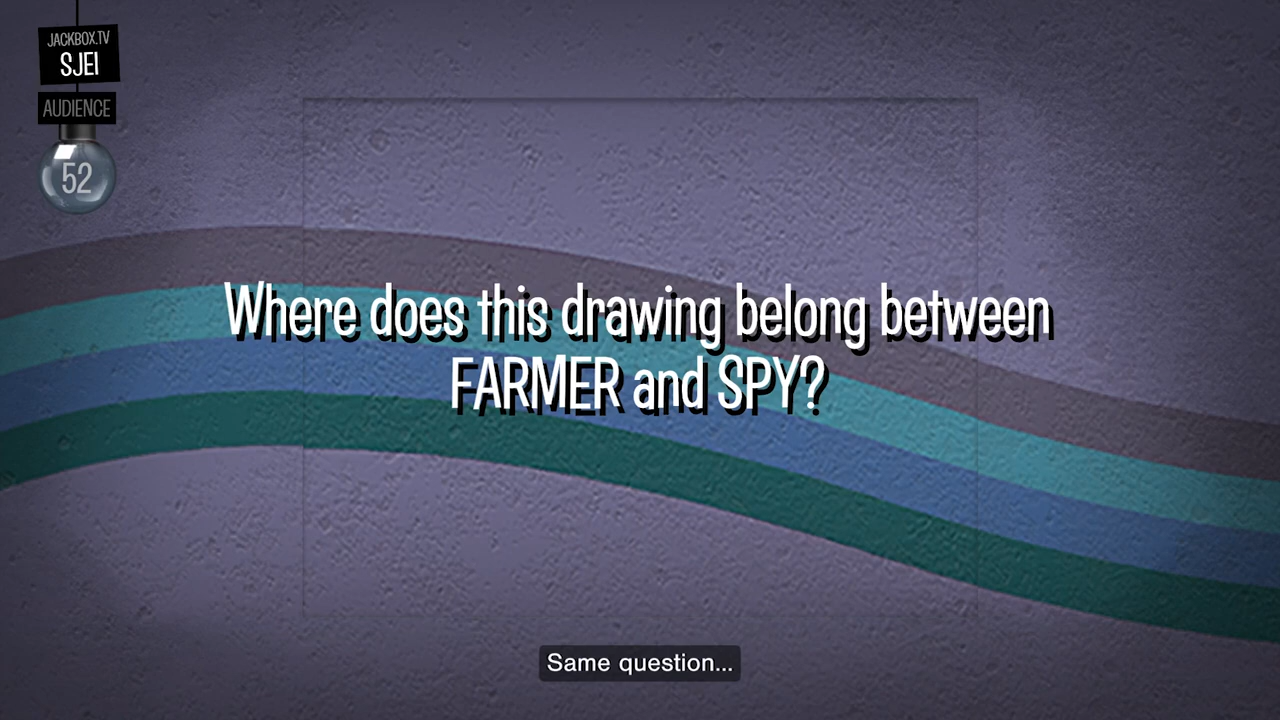 JACKBOX.TV
SJEI
AUDIENCE
52
Where does this drawing belong between
FARMER and SPY?
Same question...